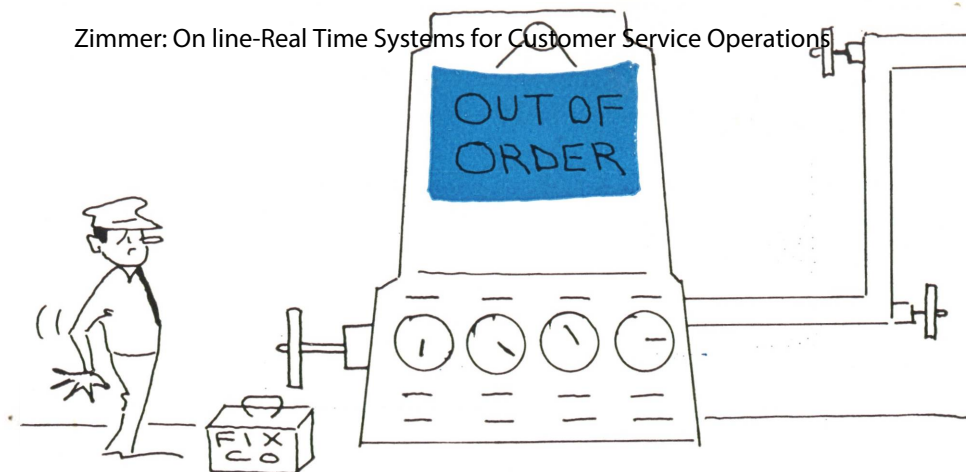 Zimmer: On line-Real Time Systems for Customer Service Operations
OUT OF
ORDER
FIX
CO